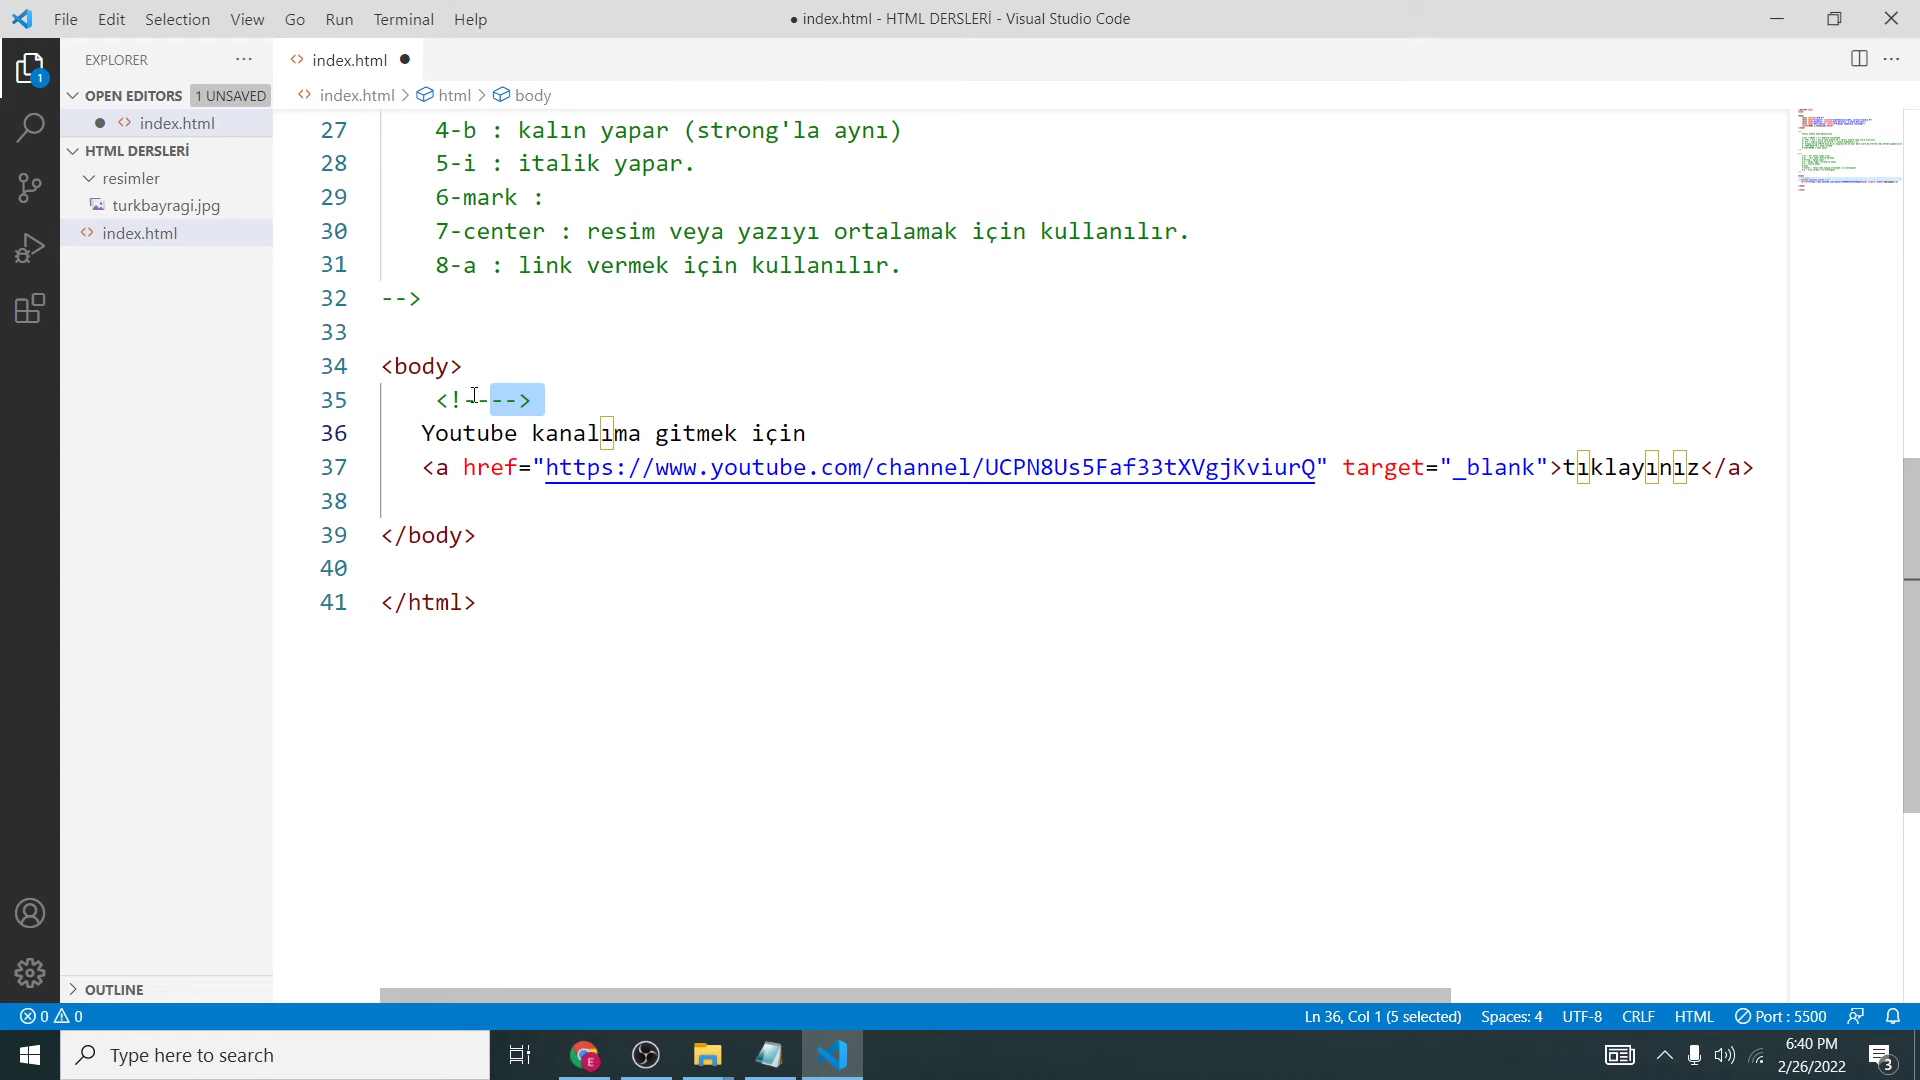 File Edit Selection View Go Run Terminal Help
● index.html - HTML DERSLERİ - Visual Studio Code
EXPLORER
OPEN EDITORS 1 UNSAVED
index.html
HTML DERSLERİ
resimler
turkbayragi.jpg
index.html
OUTLINE
index.html
index.html > html > body
27 4-b : kalın yapar (strong'la aynı)
28 5-i : italik yapar.
29 6-mark :
30 7-center : resim veya yazıyı ortalamak için kullanılır.
31 8-a : link vermek için kullanılır.
32 -->
33
34 <body>
35 <!---->
36 Youtube kanalıma gitmek için
37 <a href="https://www.youtube.com/channel/UCPN8Us5Faf33tXVgjKviurQ" target="_blank">tıklayınız</a>
38
39 </body>
40
41 </html>
0 0
Ln 36, Col 1 (5 selected) Spaces: 4 UTF-8 CRLF HTML Port : 5500
Type here to search
6:40 PM
2/26/2022
3
1